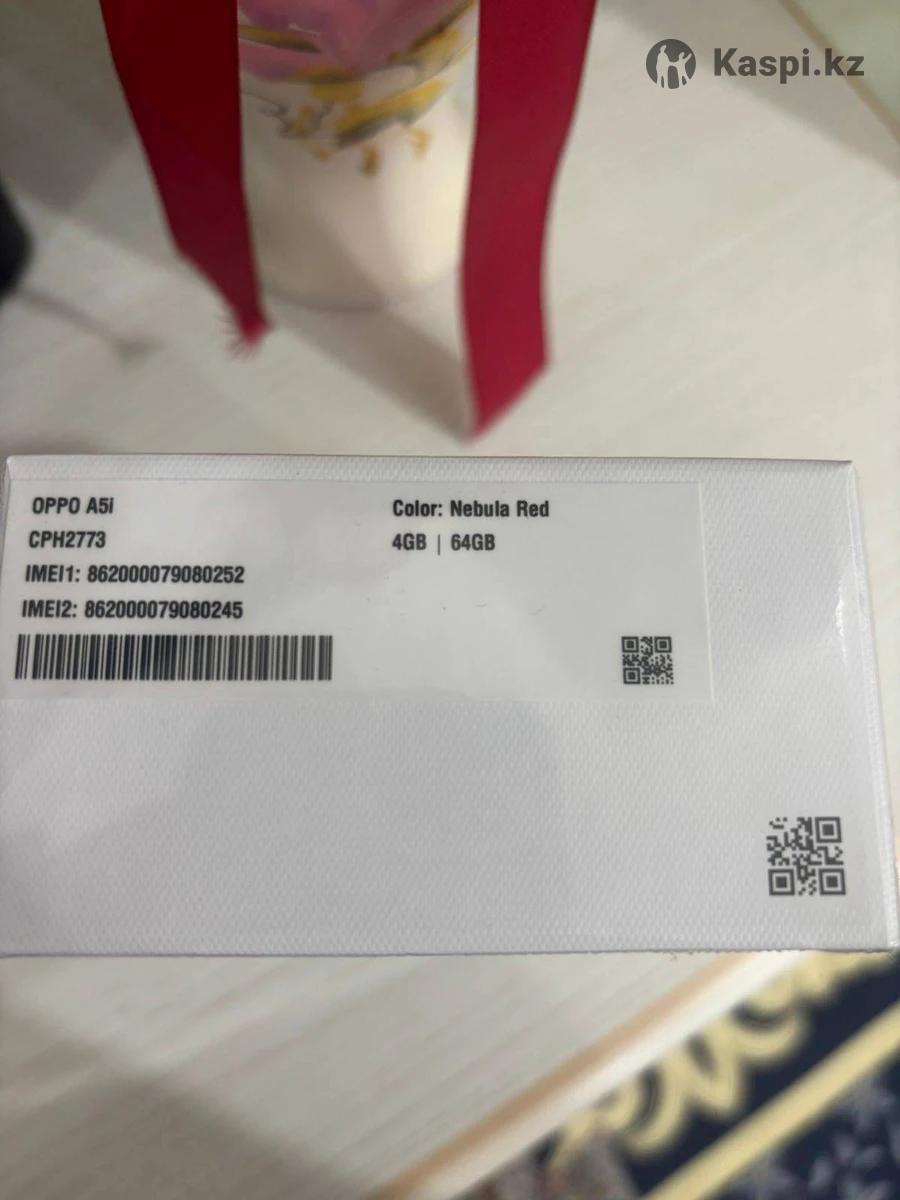 Kaspi.kz
OPPO A5i
Color: Nebula Red
CPH2773
4GB | 64GB
IMEI1: 862000079080252
IMEI2: 862000079080245